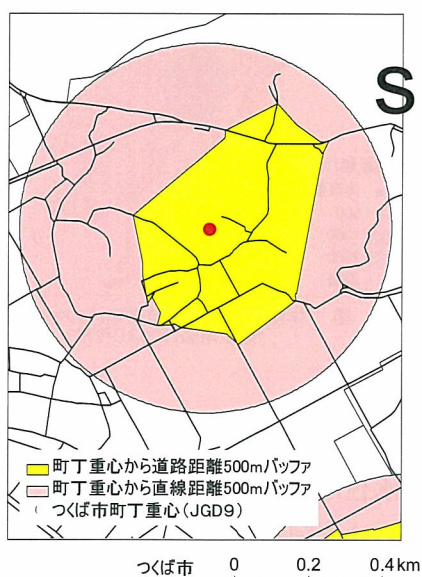 S
町丁重心から道路距離500mバッファ
町丁重心から直線距離500mバッファ
つくば市町丁重心(JGD9)
つくば市 0 0.2 0.4km